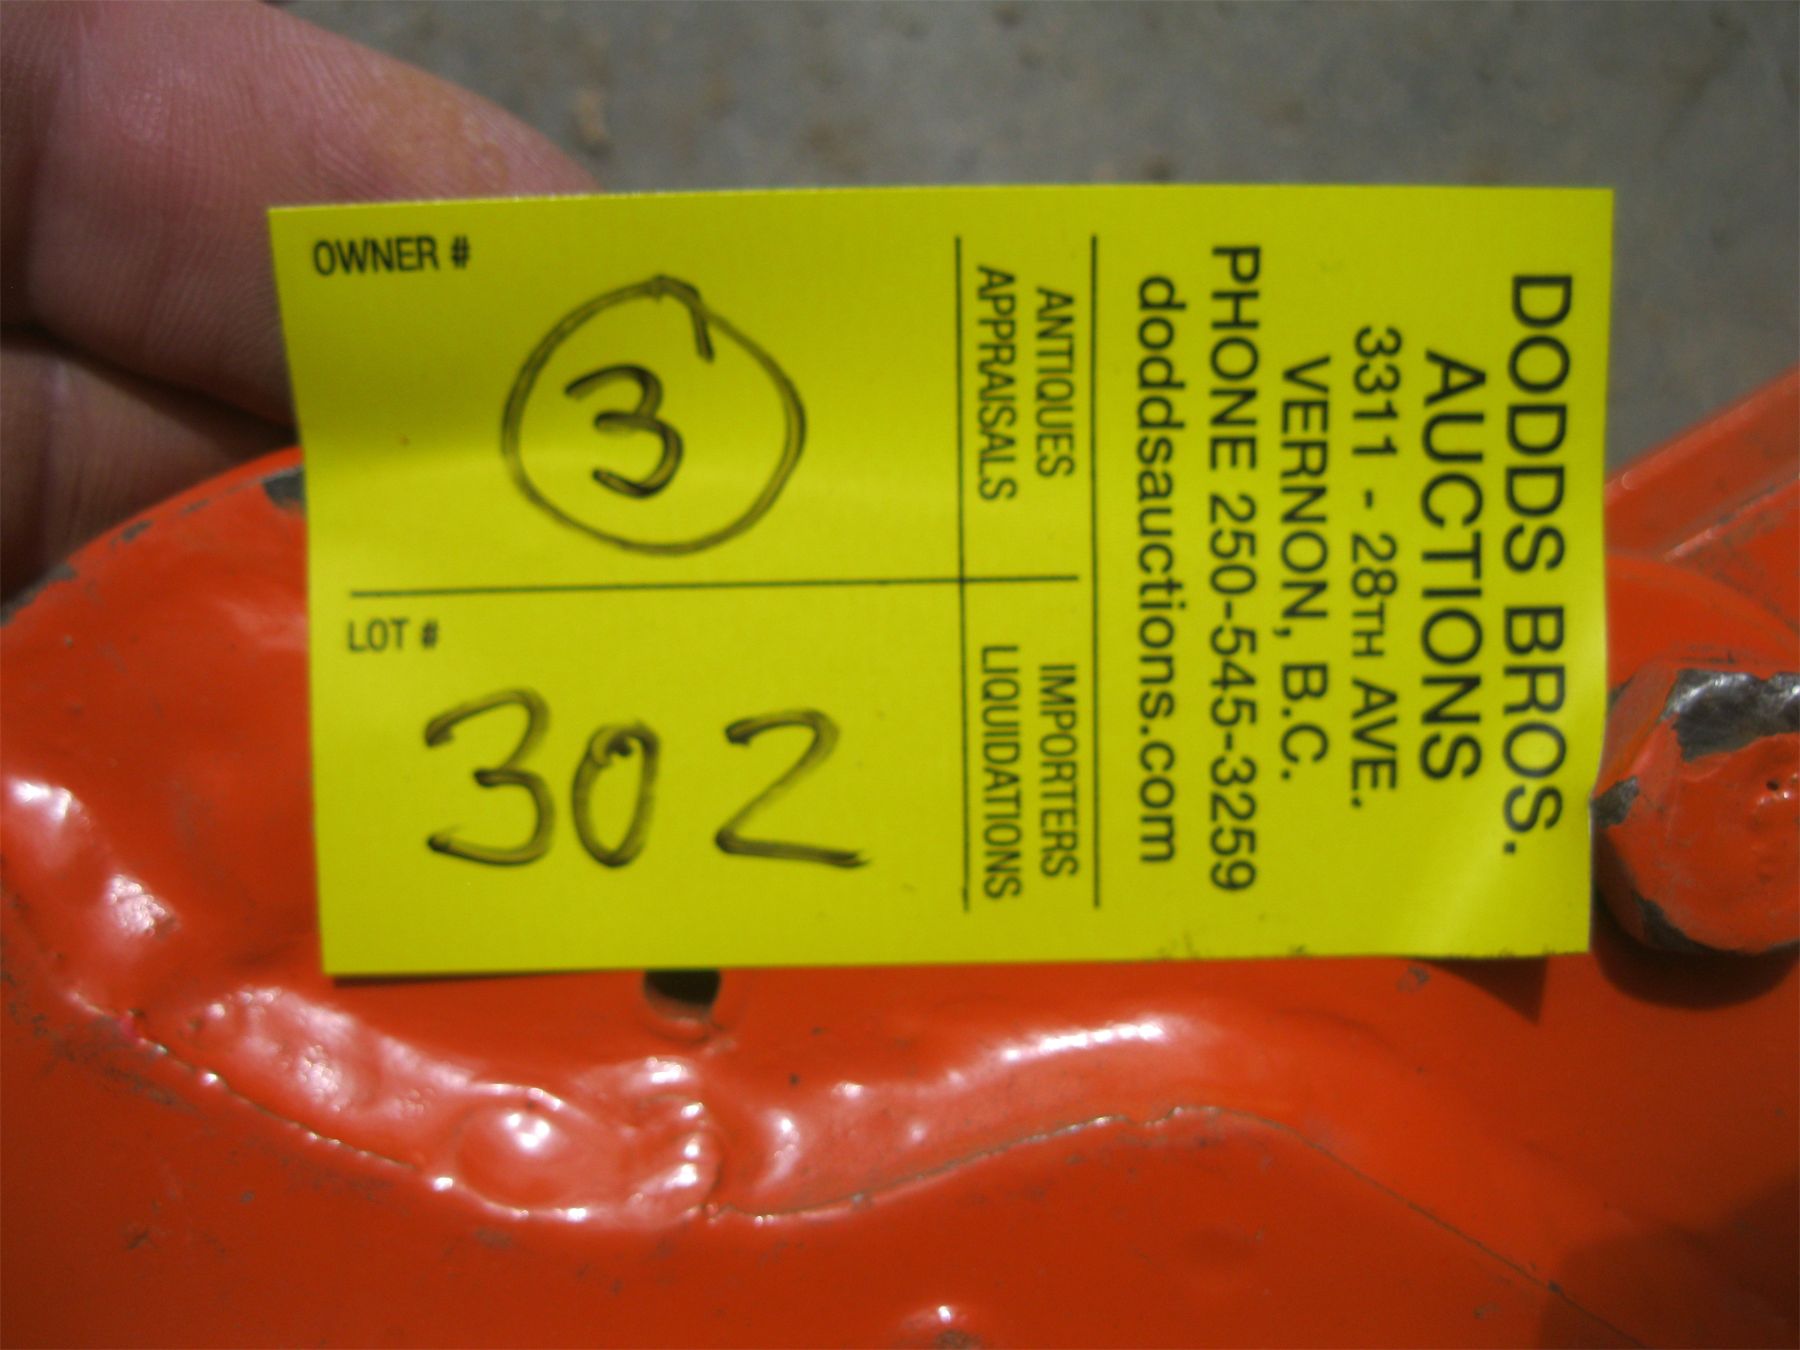 DODDS BROS.
AUCTIONS
3311 - 28TH AVE.
VERNON, B.C.
PHONE 250-545-3259
doddsauctions.com
ANTIQUES
APPRAISALS
IMPORTERS
LIQUIDATIONS
OWNER #
3
LOT #
302